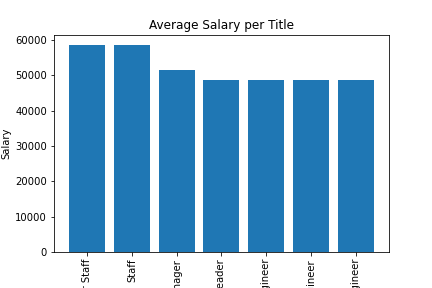 Average Salary per Title
60000
50000
40000
30000
20000
10000
0
Salary
Staff
Staff
nager
eader
gineer
ineer
gineer